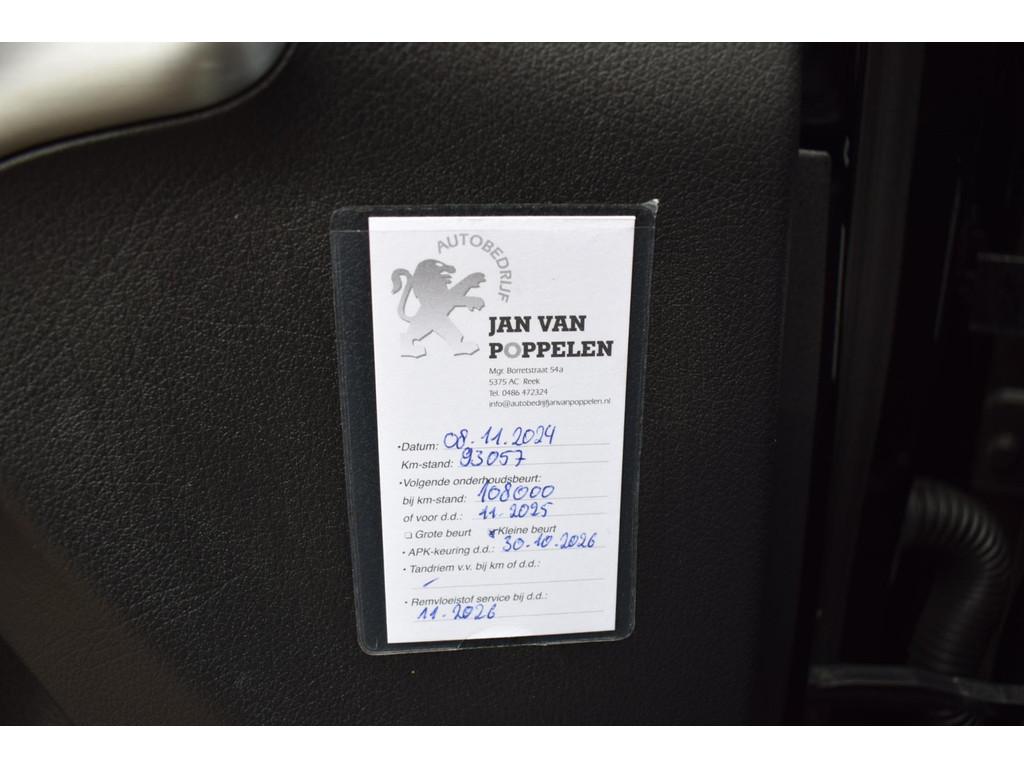 AUTOBEDRIJF
JAN VAN
POPPELEN
Mgr. Borretstraat 54a
5375 AC Reek
Tel. 0486 472324
info@autobedrijfjanvanpoppelen.nl
•Datum: 08.11.2024
Km-stand: 93057
•Volgende onderhoudsbeurt:
bij km-stand: 108000
of voor d.d.: 11-2025
Grote beurt Kleine beurt
• APK-keuring d.d.: 30.10.2026
• Tandriem v.v. bij km of d.d.:
• Remvloeistof service bij d.d.:
11-2026